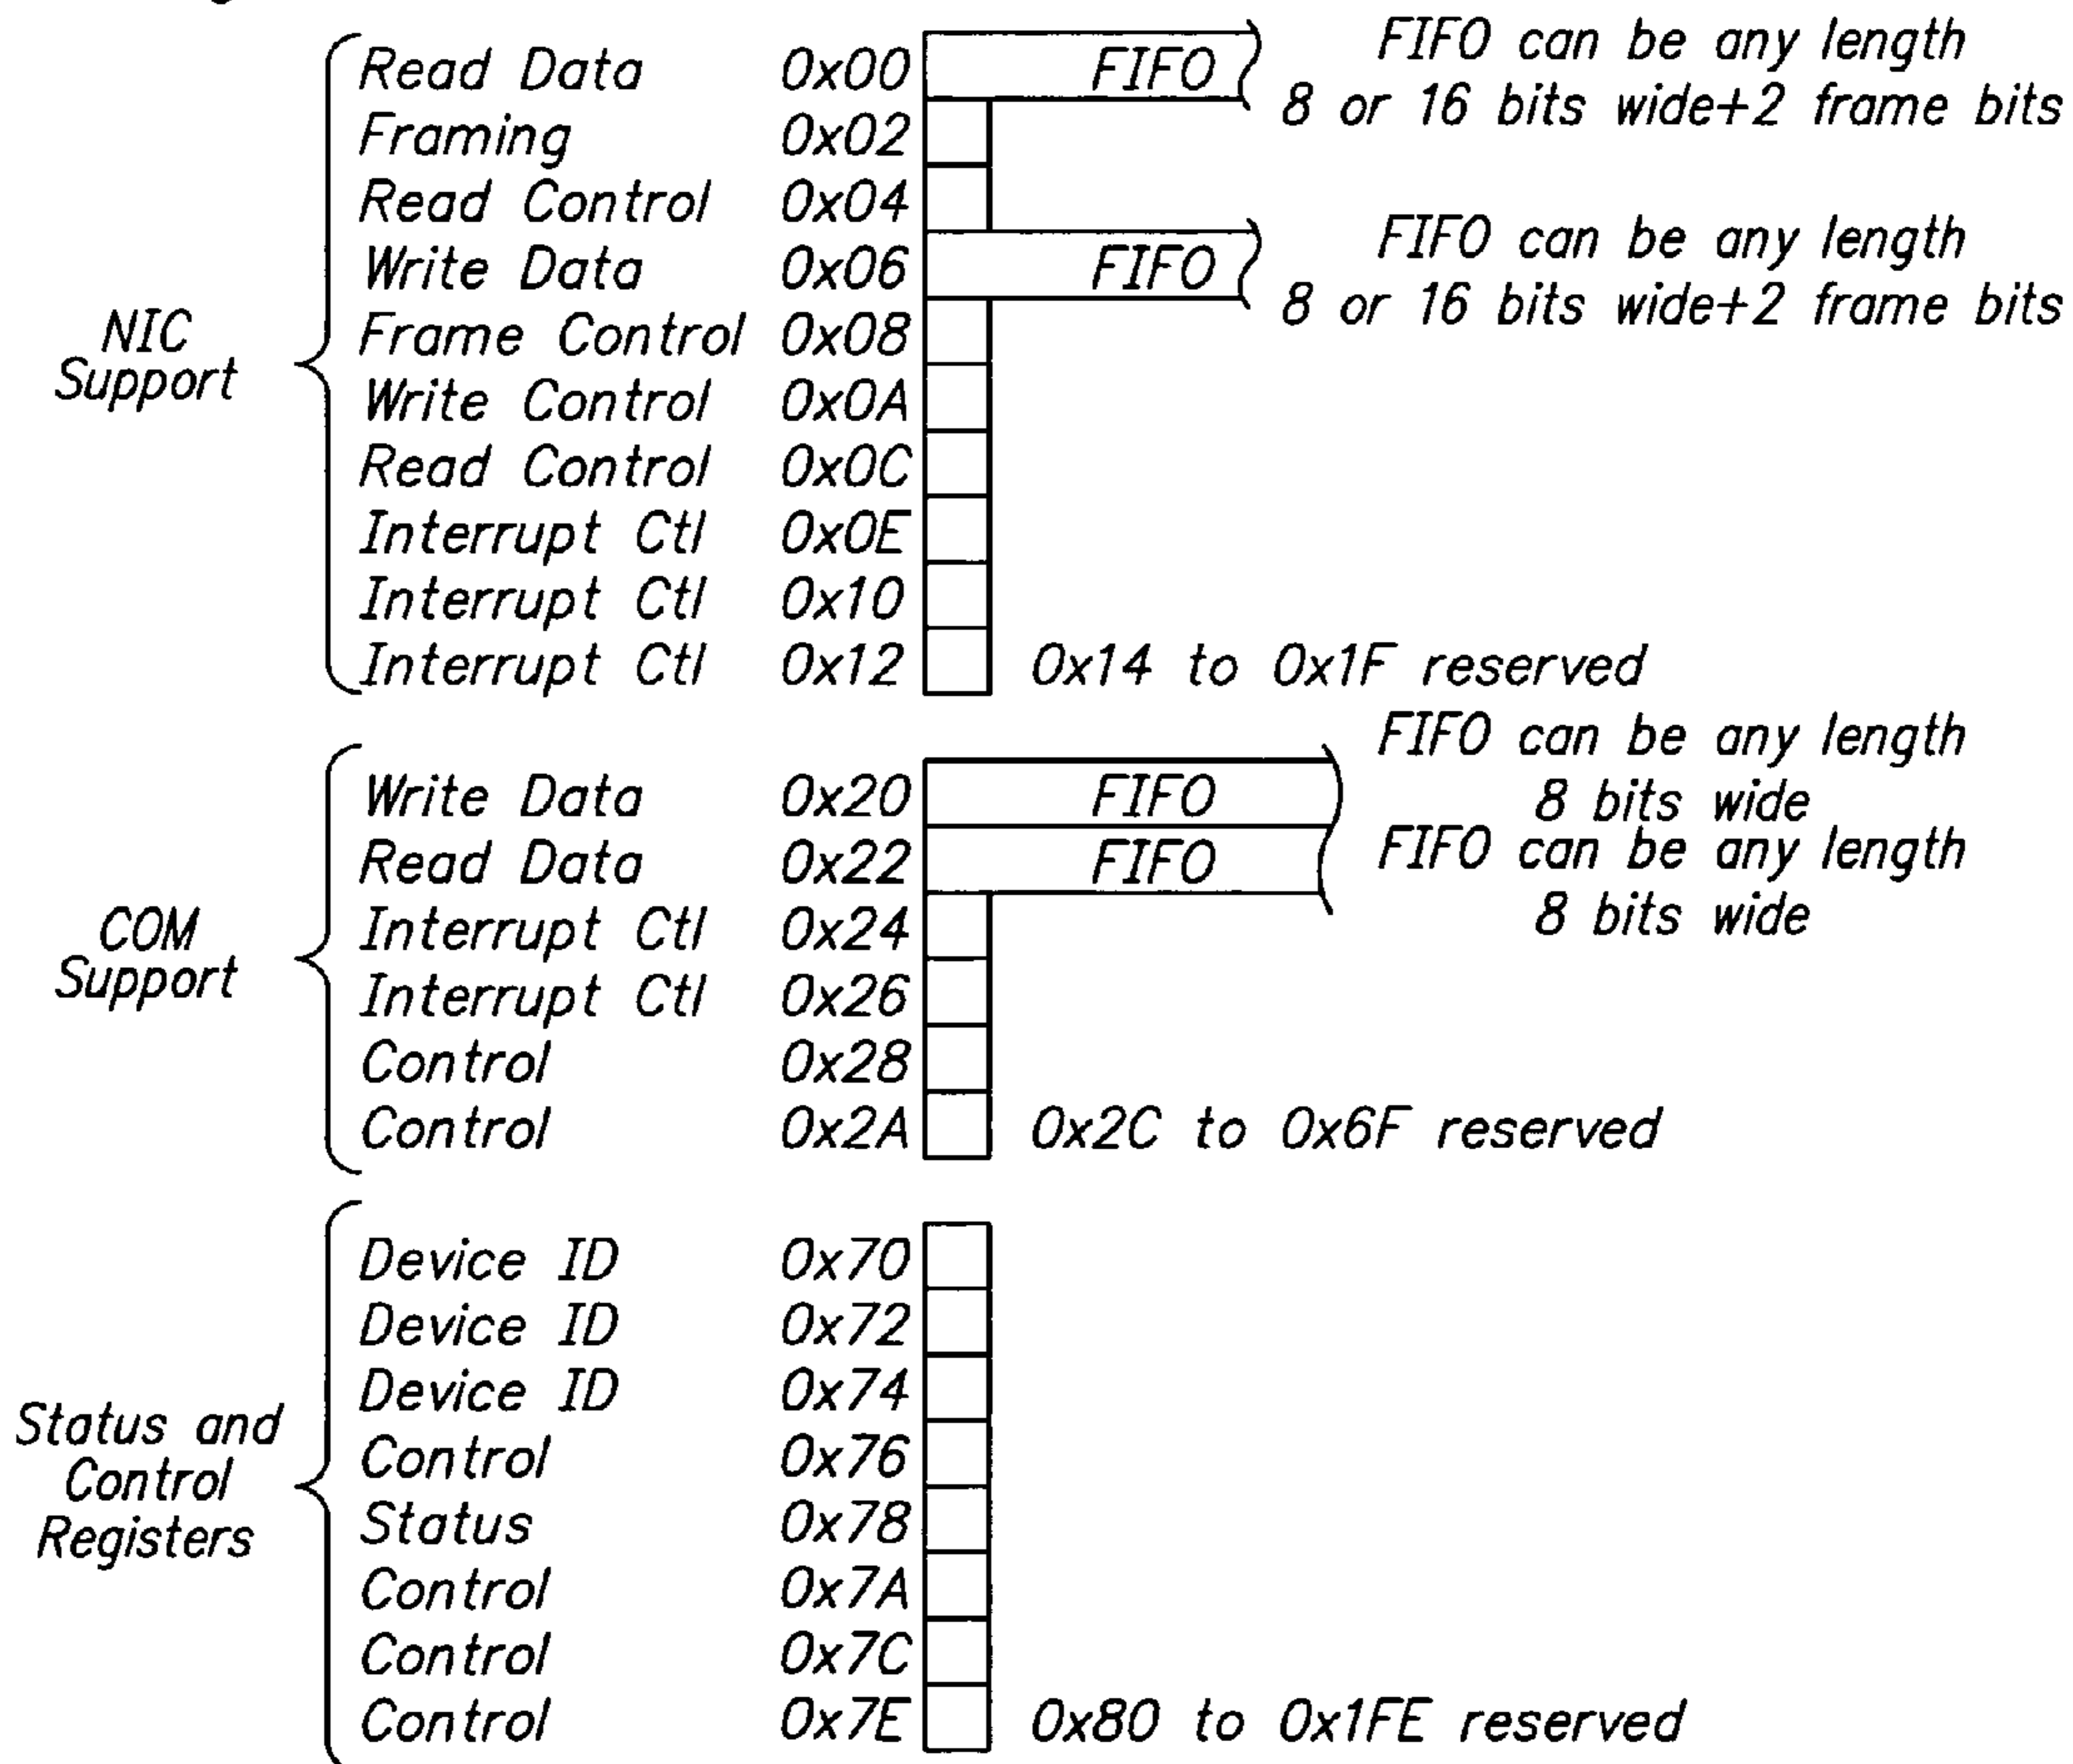 Read Data 0x00 FIFO FIFO can be any length
8 or 16 bits wide+2 frame bits
Framing 0x02
Read Control 0x04
Write Data 0x06 FIFO FIFO can be any length
8 or 16 bits wide+2 frame bits
NIC
Support
Frame Control 0x08
Write Control 0x0A
Read Control 0x0C
Interrupt Ctl 0x0E
Interrupt Ctl 0x10
Interrupt Ctl 0x12 0x14 to 0x1F reserved
Write Data 0x20 FIFO FIFO can be any length
8 bits wide
Read Data 0x22 FIFO FIFO can be any length
8 bits wide
COM
Support
Interrupt Ctl 0x24
Interrupt Ctl 0x26
Control 0x28
Control 0x2A 0x2C to 0x6F reserved
Device ID 0x70
Device ID 0x72
Device ID 0x74
Status and
Control
Registers
Control 0x76
Status 0x78
Control 0x7A
Control 0x7C
Control 0x7E 0x80 to 0x1FE reserved